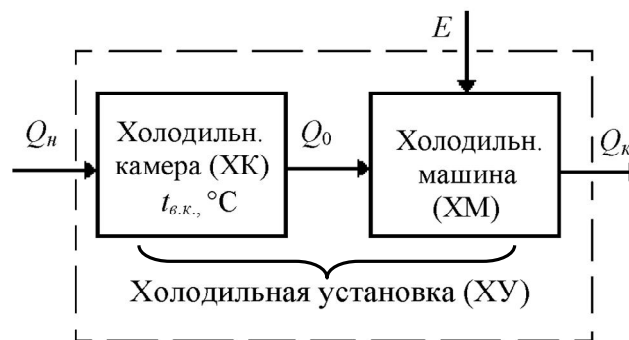 E
Qн
Холодильн.
камера (ХК)
tв.к., °С
Q0
Холодильн.
машина
(ХМ)
Qк
Холодильная установка (ХУ)